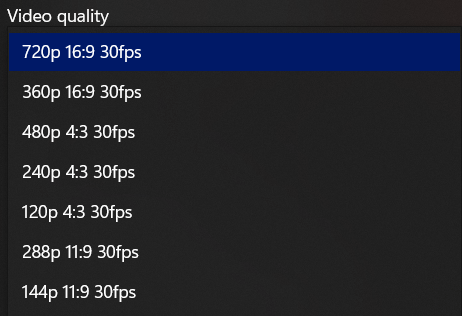 Video quality
720p 16:9 30fps
360p 16:9 30fps
480p 4:3 30fps
240p 4:3 30fps
120p 4:3 30fps
288p 11:9 30fps
144p 11:9 30fps